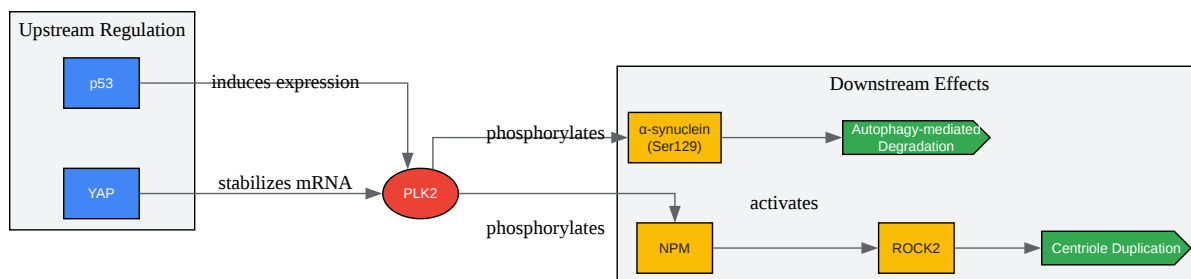 Upstream Regulation
p53
induces expression
YAP
stabilizes mRNA
PLK2
phosphorylates
phosphorylates
Downstream Effects
α-synuclein
(Ser129)
Autophagy-mediated
Degradation
NPM
activates
ROCK2
Centriole Duplication